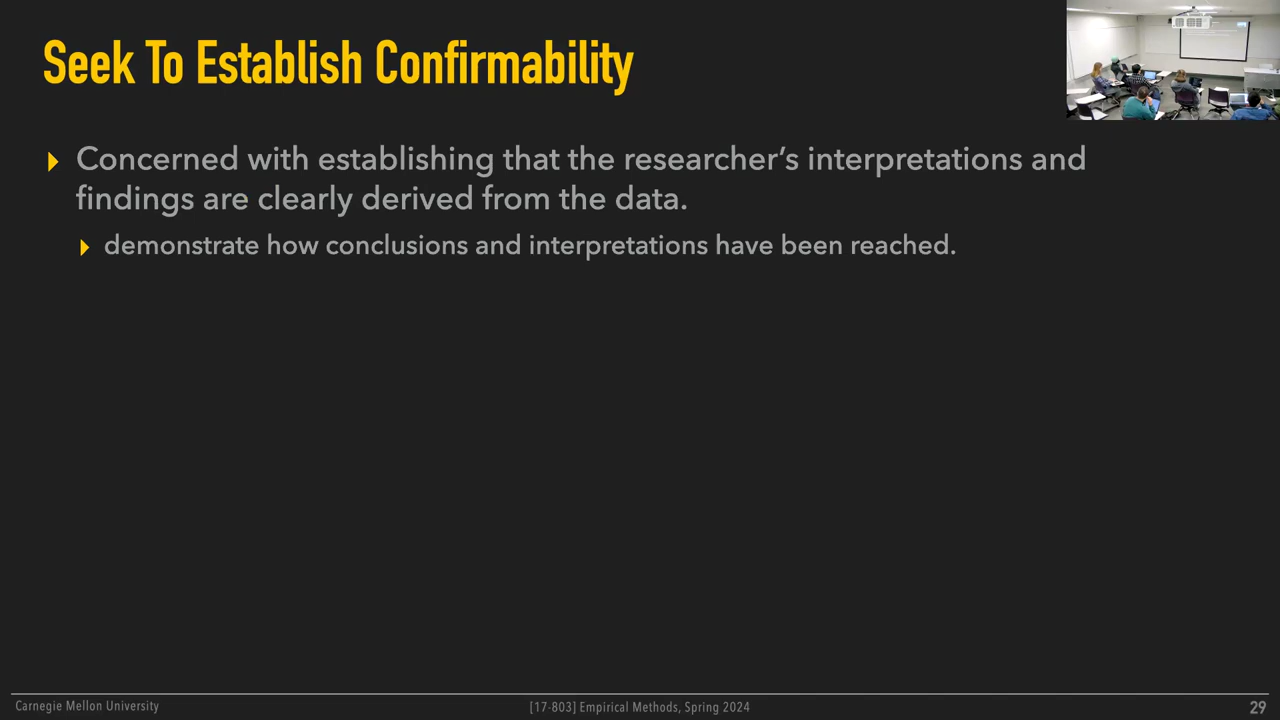 Seek To Establish Confirmability
Concerned with establishing that the researcher’s interpretations and
findings are clearly derived from the data.
demonstrate how conclusions and interpretations have been reached.
Carnegie Mellon University
[17-803] Empirical Methods, Spring 2024
29